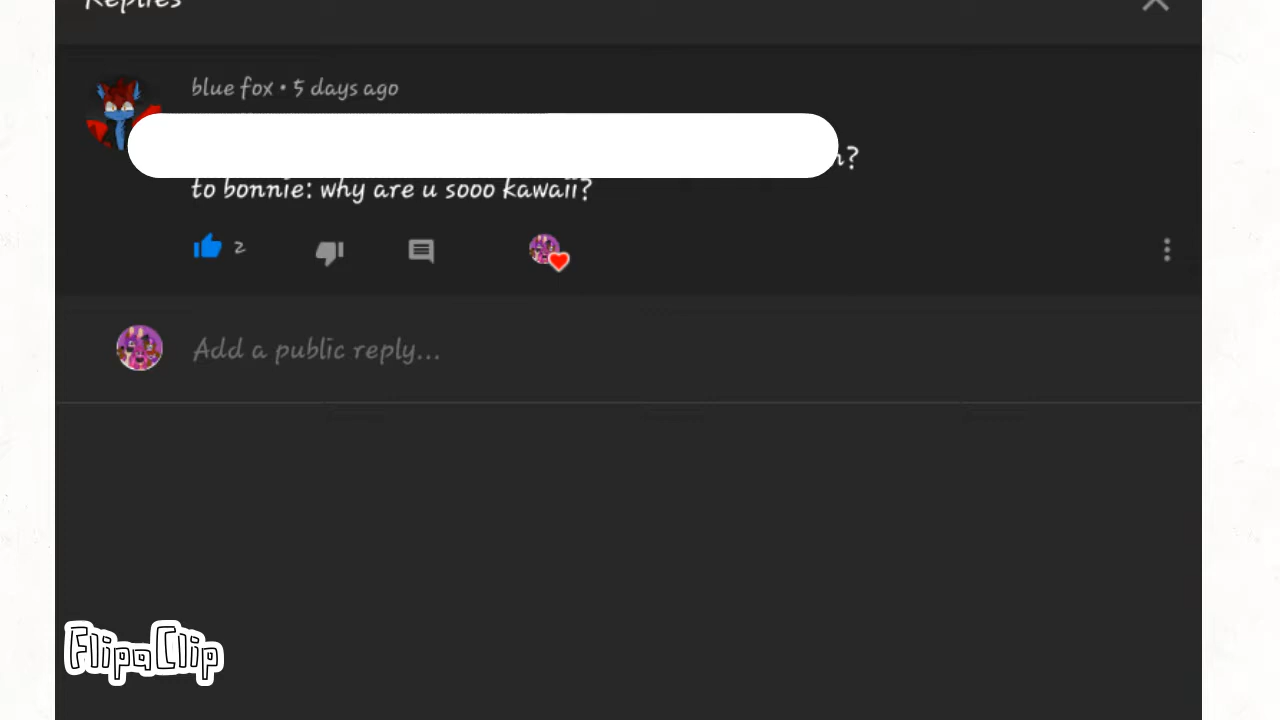 Replies
blue fox • 5 days ago
to bonnie: why are u sooo kawaii?
2
Add a public reply...
FlipaClip